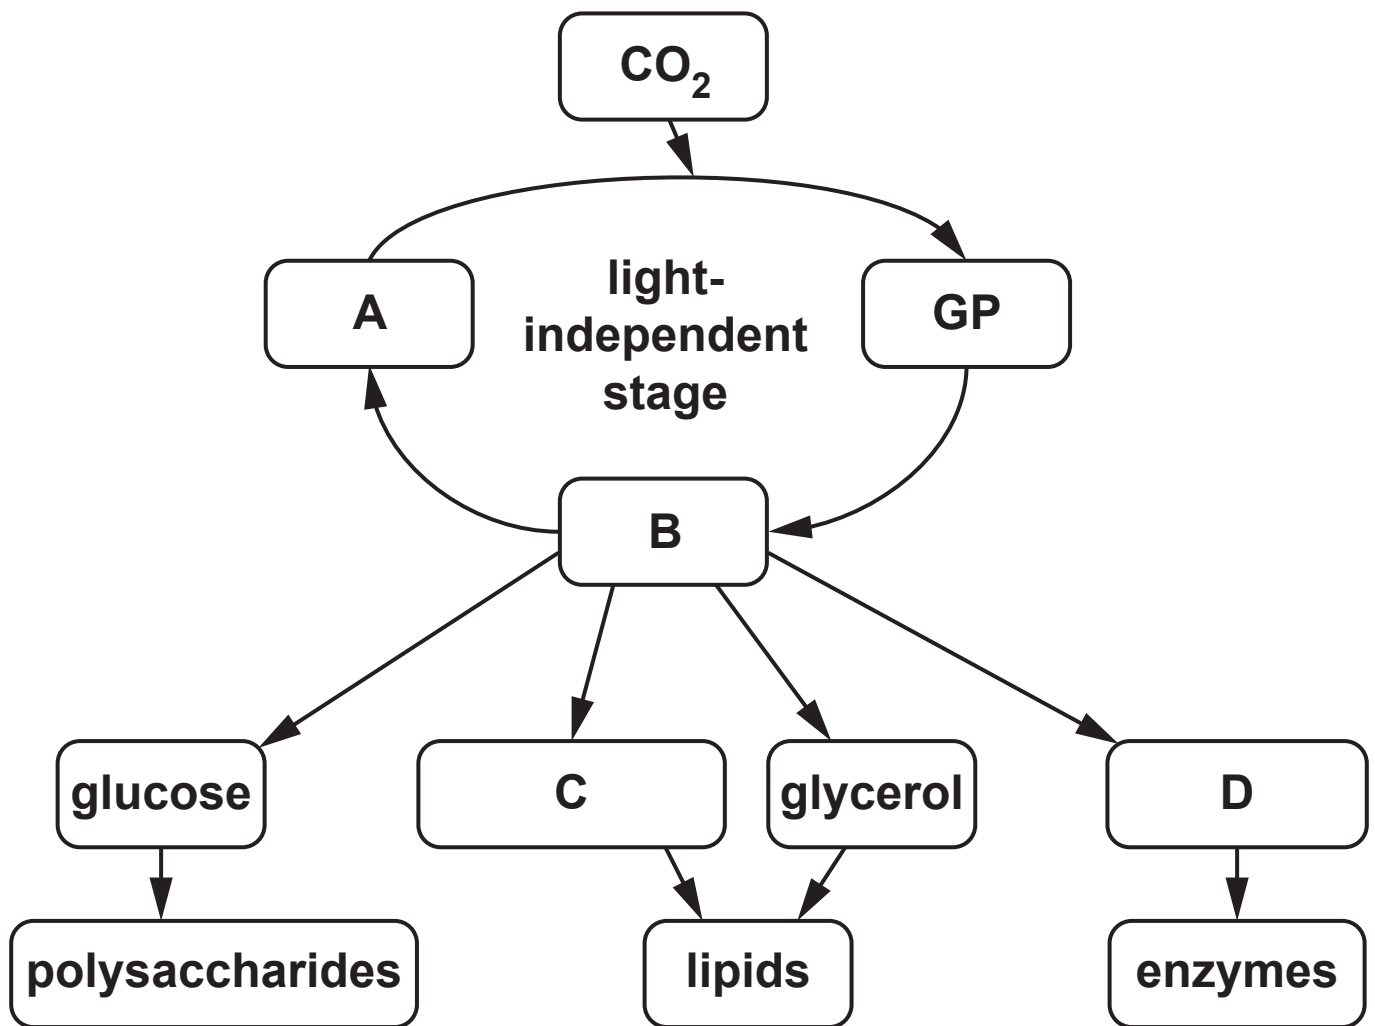 CO₂
A
light-
independent
stage
GP
B
glucose
C
glycerol
D
polysaccharides
lipids
enzymes